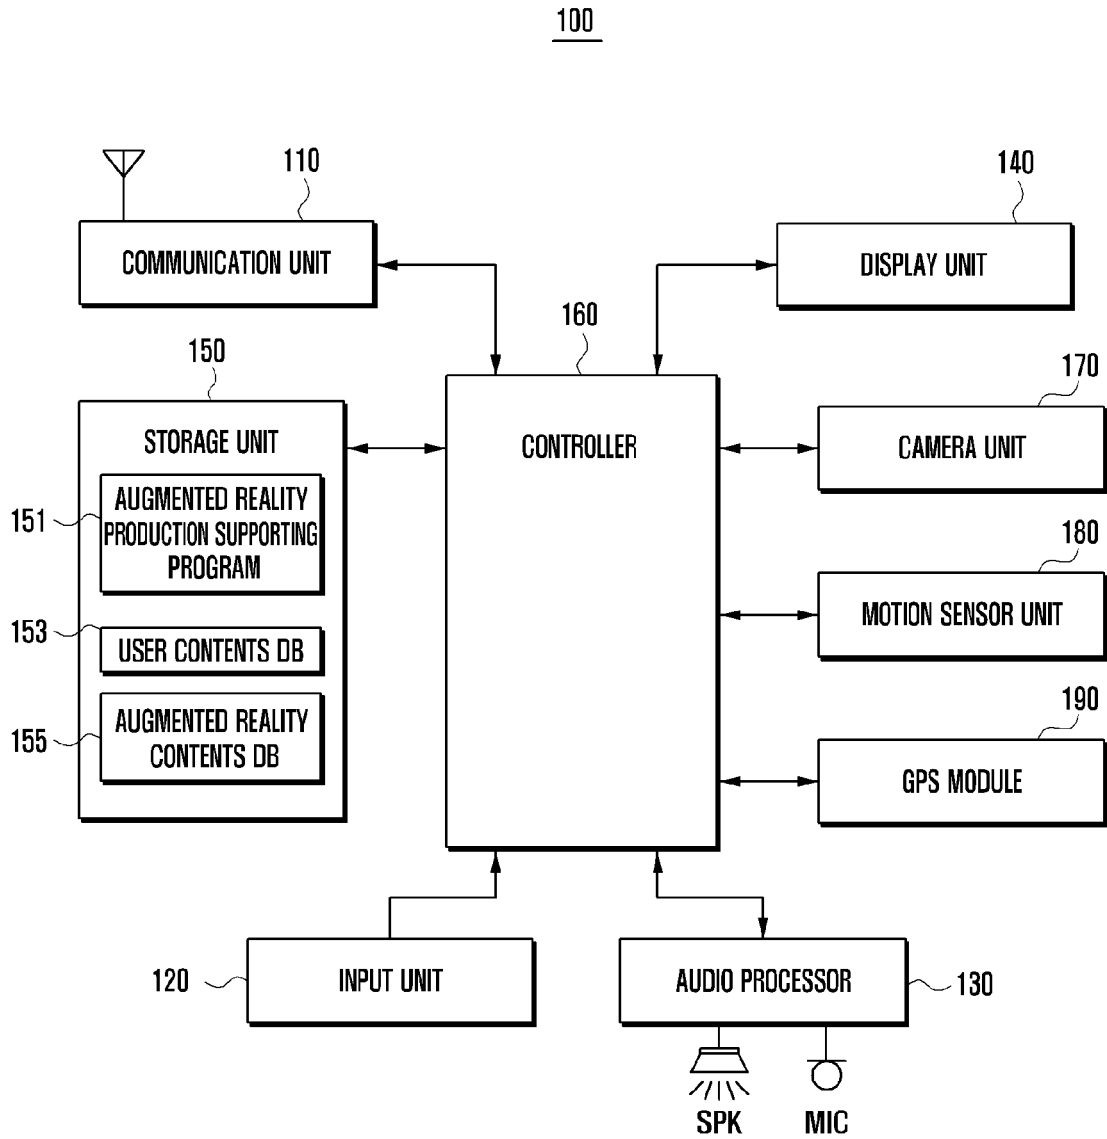 100
110
COMMUNICATION UNIT
140
DISPLAY UNIT
160
CONTROLLER
150
STORAGE UNIT
151
AUGMENTED REALITY
PRODUCTION SUPPORTING
PROGRAM
153
USER CONTENTS DB
155
AUGMENTED REALITY
CONTENTS DB
170
CAMERA UNIT
180
MOTION SENSOR UNIT
190
GPS MODULE
120
INPUT UNIT
AUDIO PROCESSOR
130
SPK
MIC